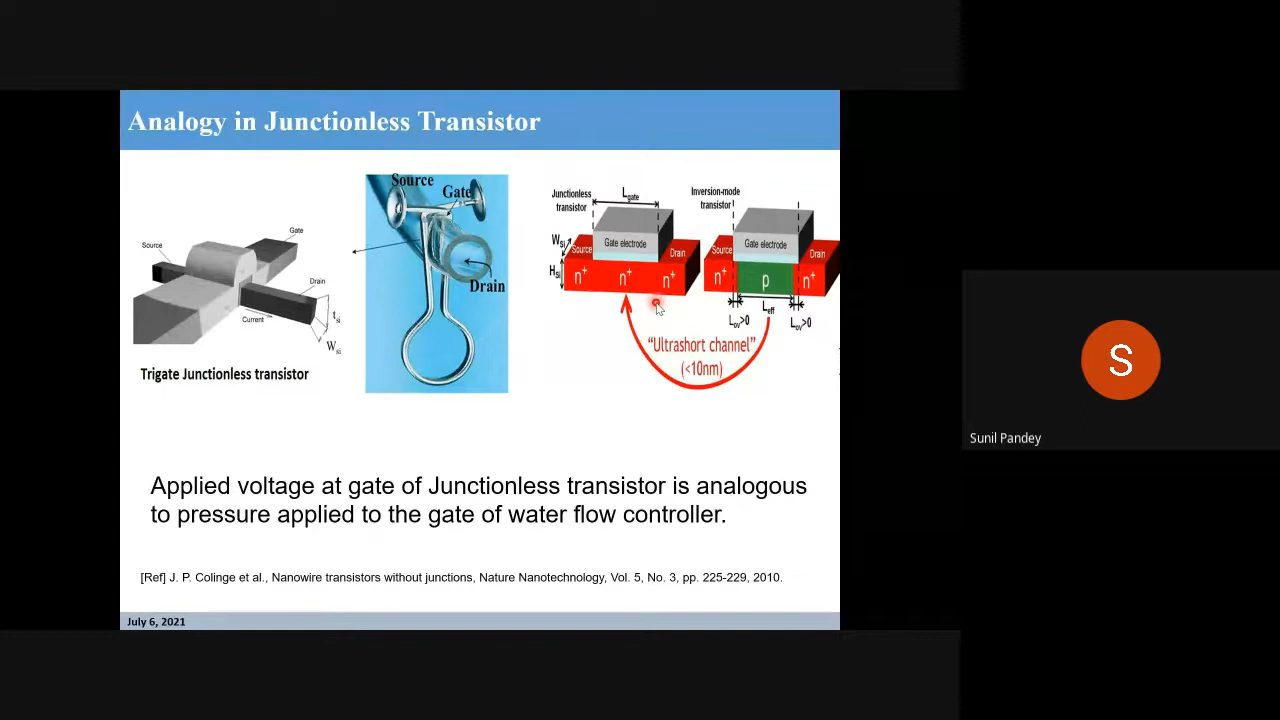 Analogy in Junctionless Transistor
Source
Gate
Drain
Current
tsi
Wsi
Trigate Junctionless transistor
Source
Gate
Drain
Junctionless
transistor
Lgate
WSi
HSi
Source
Gate electrode
Drain
n+
n+
n+
Inversion-mode
transistor
Source
Gate electrode
Drain
n+
p
n+
Leff
Lov>0
Lov>0
“Ultrashort channel”
(<10nm)
Applied voltage at gate of Junctionless transistor is analogous
to pressure applied to the gate of water flow controller.
[Ref] J. P. Colinge et al., Nanowire transistors without junctions, Nature Nanotechnology, Vol. 5, No. 3, pp. 225-229, 2010.
July 6, 2021
S
Sunil Pandey